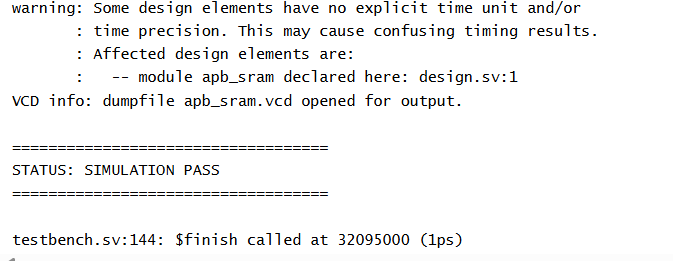 warning: Some design elements have no explicit time unit and/or
: time precision. This may cause confusing timing results.
: Affected design elements are:
: -- module apb_sram declared here: design.sv:1
VCD info: dumpfile apb_sram.vcd opened for output.
===================================
STATUS: SIMULATION PASS
===================================
testbench.sv:144: $finish called at 32095000 (1ps)